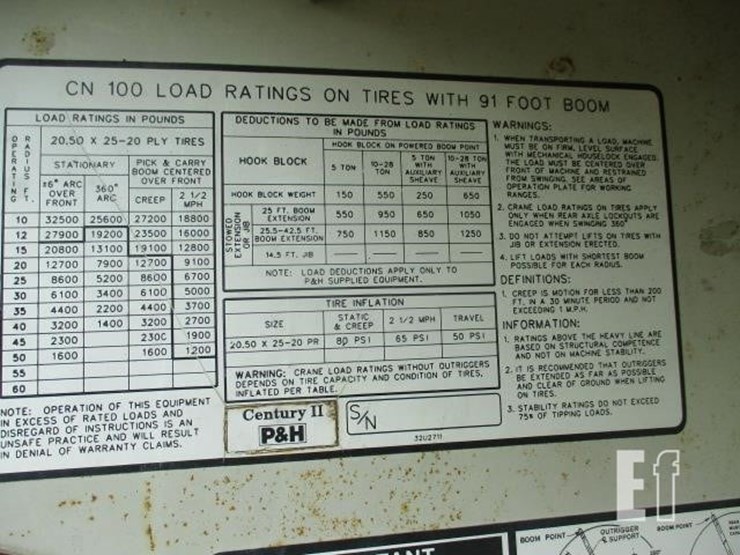 CN 100 LOAD RATINGS ON TIRES WITH 91 FOOT BOOM
LOAD RATINGS IN POUNDS
OPERATING RADIUS FT.
20.50 X 25-20 PLY TIRES
STATIONARY
PICK & CARRY BOOM CENTERED OVER FRONT
±6° ARC OVER FRONT
360° ARC
CREEP
2 1/2 MPH
10 32500 25600 27200 18800
12 27900 19200 23500 16000
15 20800 13100 19100 12800
20 12700 7900 12700 9100
25 8600 5200 8600 6700
30 6100 3400 6100 5000
35 4400 2200 4400 3700
40 3200 1400 3200 2700
45 2300 230C 1900
50 1600 1600 1200
55
60
NOTE: OPERATION OF THIS EQUIPMENT
IN EXCESS OF RATED LOADS AND
DISREGARD OF INSTRUCTIONS IS AN
UNSAFE PRACTICE AND WILL RESULT
IN DENIAL OF WARRANTY CLAIMS.
DEDUCTIONS TO BE MADE FROM LOAD RATINGS
IN POUNDS
HOOK BLOCK
HOOK BLOCK ON POWERED BOOM POINT
5 TON
10-28 TON
5 TON WITH AUXILIARY SHEAVE
10-28 TON WITH AUXILIARY SHEAVE
HOOK BLOCK WEIGHT 150 550 250 650
STOWED EXTENSION OR JIB
25 FT. BOOM EXTENSION 550 950 650 1050
25.5-42.5 FT. BOOM EXTENSION 750 1150 850 1250
14.5 FT. JIB — — — —
NOTE: LOAD DEDUCTIONS APPLY ONLY TO
P&H SUPPLIED EQUIPMENT.
TIRE INFLATION
SIZE
STATIC & CREEP
2 1/2 MPH
TRAVEL
20.50 X 25-20 PR 80 PSI 65 PSI 50 PSI
WARNING: CRANE LOAD RATINGS WITHOUT OUTRIGGERS
DEPENDS ON TIRE CAPACITY AND CONDITION OF TIRES,
INFLATED PER TABLE.
Century II
P&H
S/N
32U2711
WARNINGS:
1. WHEN TRANSPORTING A LOAD, MACHINE
MUST BE ON FIRM, LEVEL SURFACE
WITH MECHANICAL HOUSELOCK ENGAGED.
THE LOAD MUST BE CENTERED OVER
FRONT OF MACHINE AND RESTRAINED
FROM SWINGING. SEE AREAS OF
OPERATION PLATE FOR WORKING
RANGES.
2. CRANE LOAD RATINGS ON TIRES APPLY
ONLY WHEN REAR AXLE LOCKOUTS ARE
ENGAGED WHEN SWINGING 360°
3. DO NOT ATTEMPT LIFTS ON TIRES WITH
JIB OR EXTENSION ERECTED.
4. LIFT LOADS WITH SHORTEST BOOM
POSSIBLE FOR EACH RADIUS.
DEFINITIONS:
1. CREEP IS MOTION FOR LESS THAN 200
FT. IN A 30 MINUTE PERIOD AND NOT
EXCEEDING 1 M.P.H.
INFORMATION:
1. RATINGS ABOVE THE HEAVY LINE ARE
BASED ON STRUCTURAL COMPETENCE
AND NOT ON MACHINE STABILITY.
2. IT IS RECOMMENDED THAT OUTRIGGERS
BE EXTENDED AS FAR AS POSSIBLE
AND CLEAR OF GROUND WHEN LIFTING
ON TIRES.
3. STABILITY RATINGS DO NOT EXCEED
75% OF TIPPING LOADS.
Ef
BOOM POINT
OUTRIGGER SUPPORT
BOOM POINT